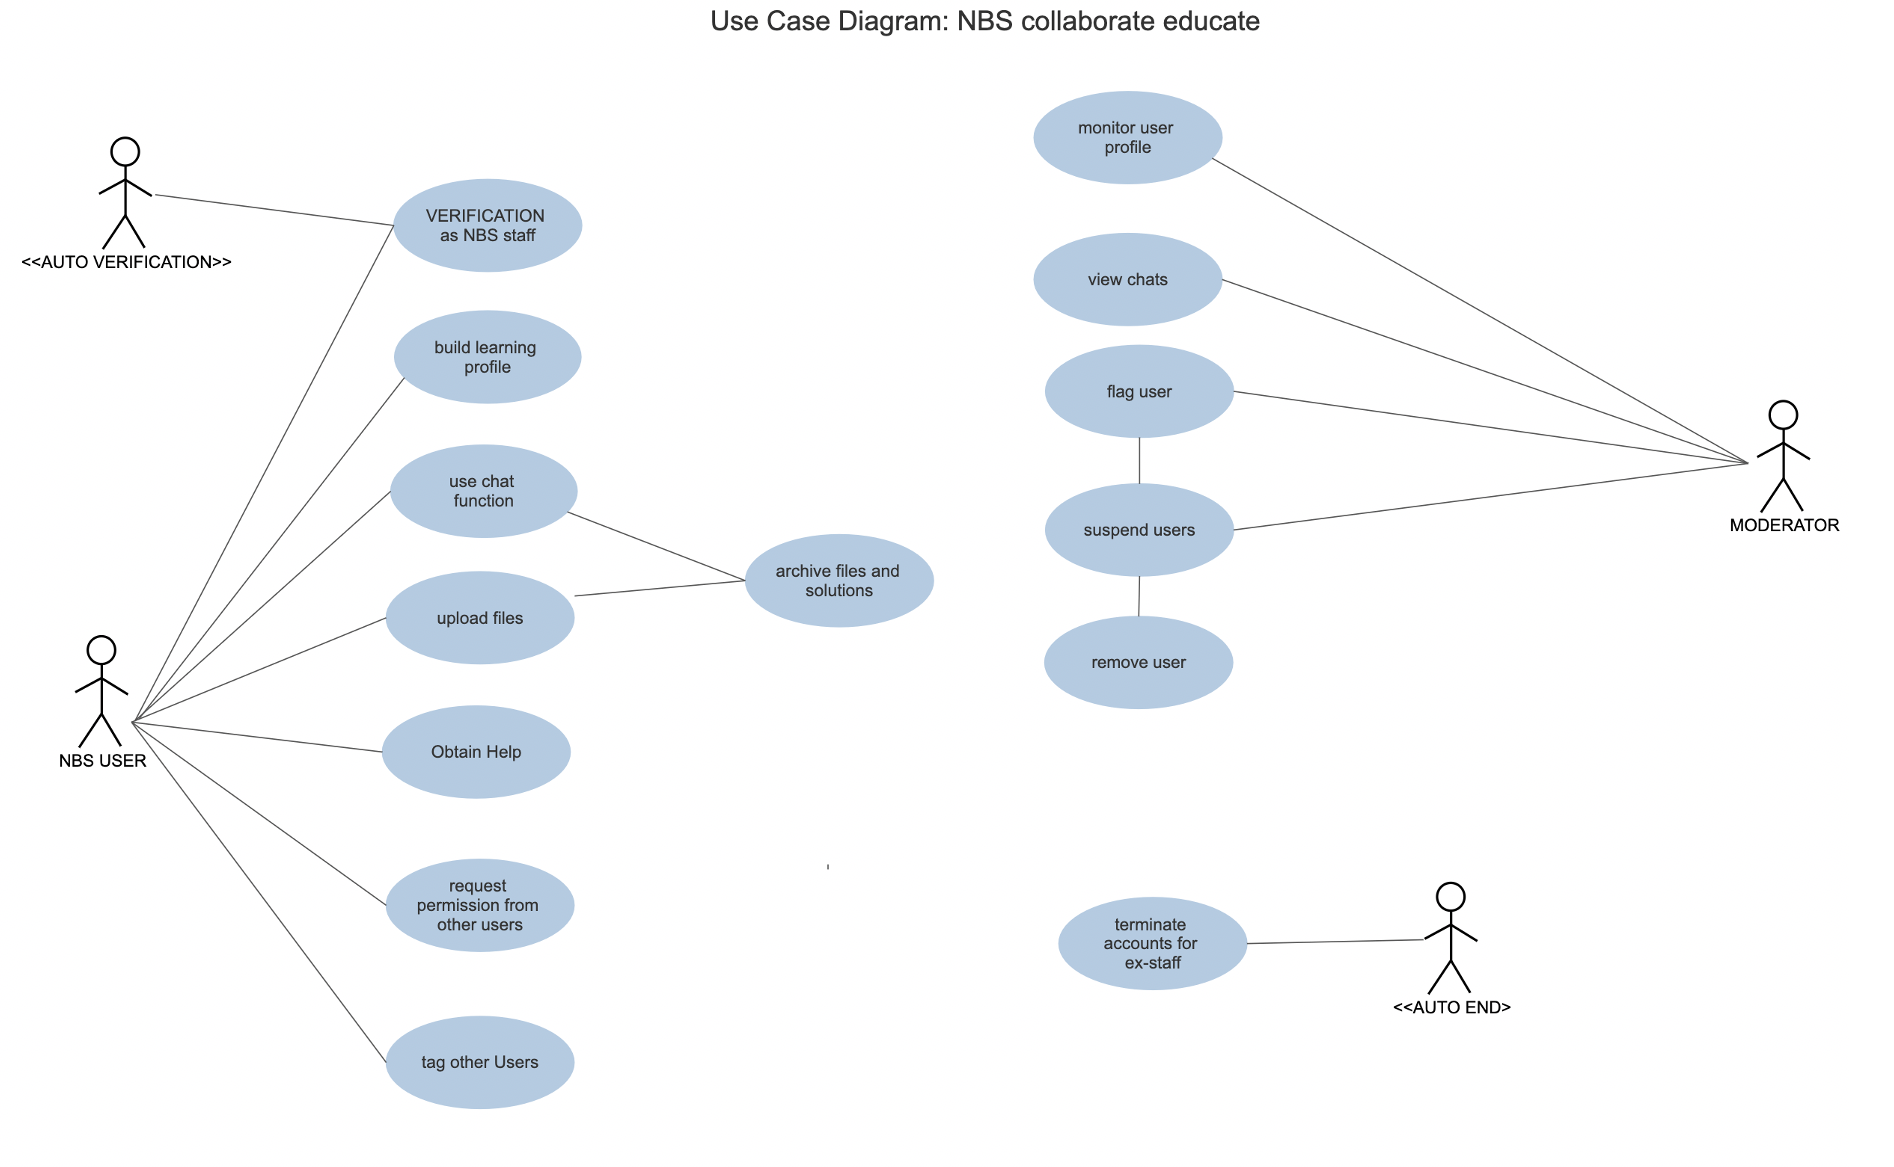 Use Case Diagram: NBS collaborate educate
<<AUTO VERIFICATION>>
VERIFICATION
as NBS staff
build learning
profile
use chat
function
upload files
archive files and
solutions
NBS USER
Obtain Help
request
permission from
other users
tag other Users
monitor user
profile
view chats
flag user
suspend users
remove user
MODERATOR
terminate
accounts for
ex-staff
<<AUTO END>